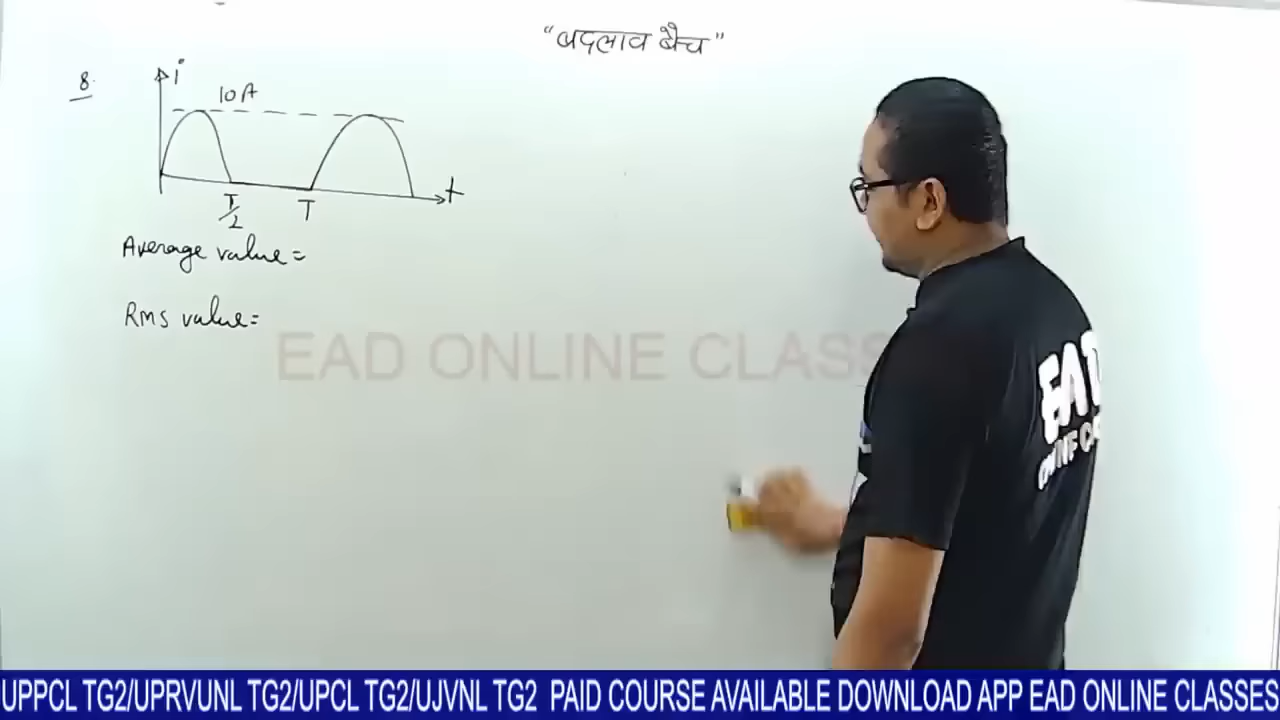 "बदलाव बैच"
8.
i
10A
T/2
T
t
Average value=
Rms value=
EAD ONLINE CLASS
EAD
UPPCL TG2/UPRVUNL TG2/UPCL TG2/UJVNL TG2 PAID COURSE AVAILABLE DOWNLOAD APP EAD ONLINE CLASSES